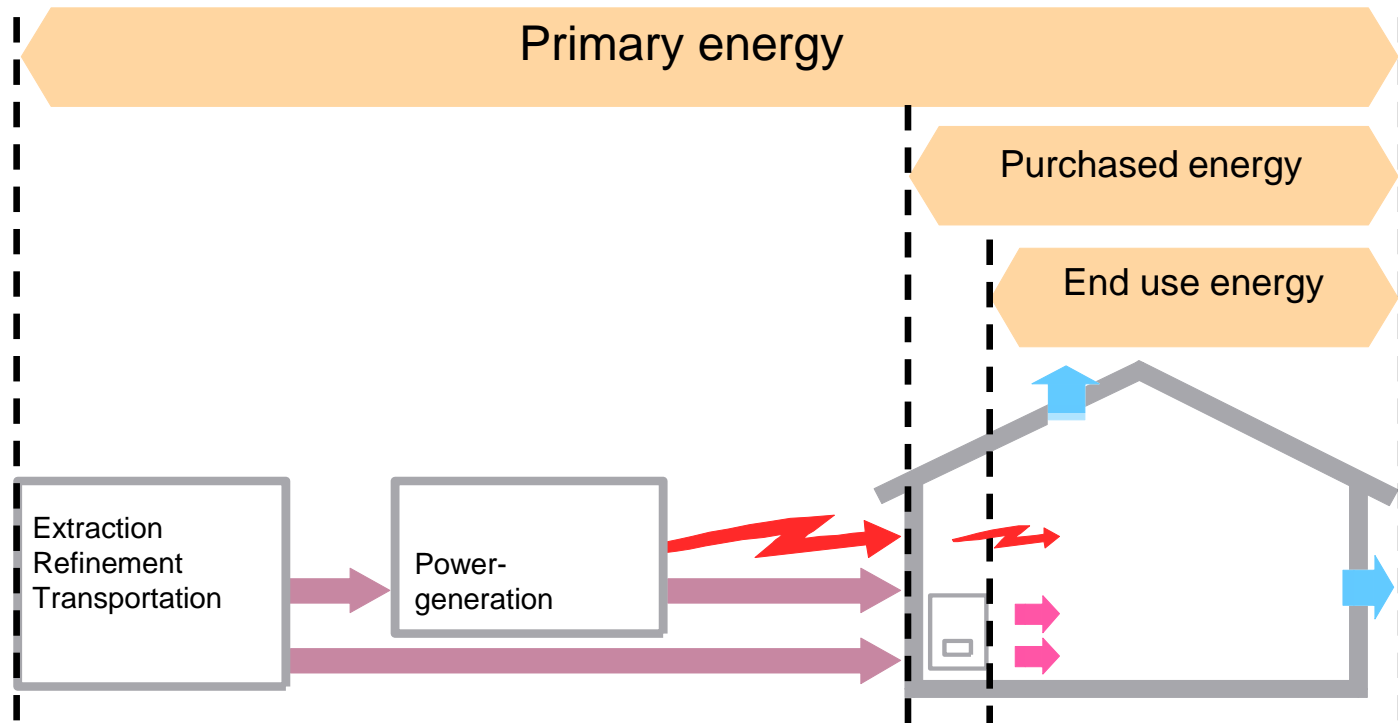 Primary energy
Purchased energy
End use energy
Extraction
Refinement
Transportation
Power-
generation